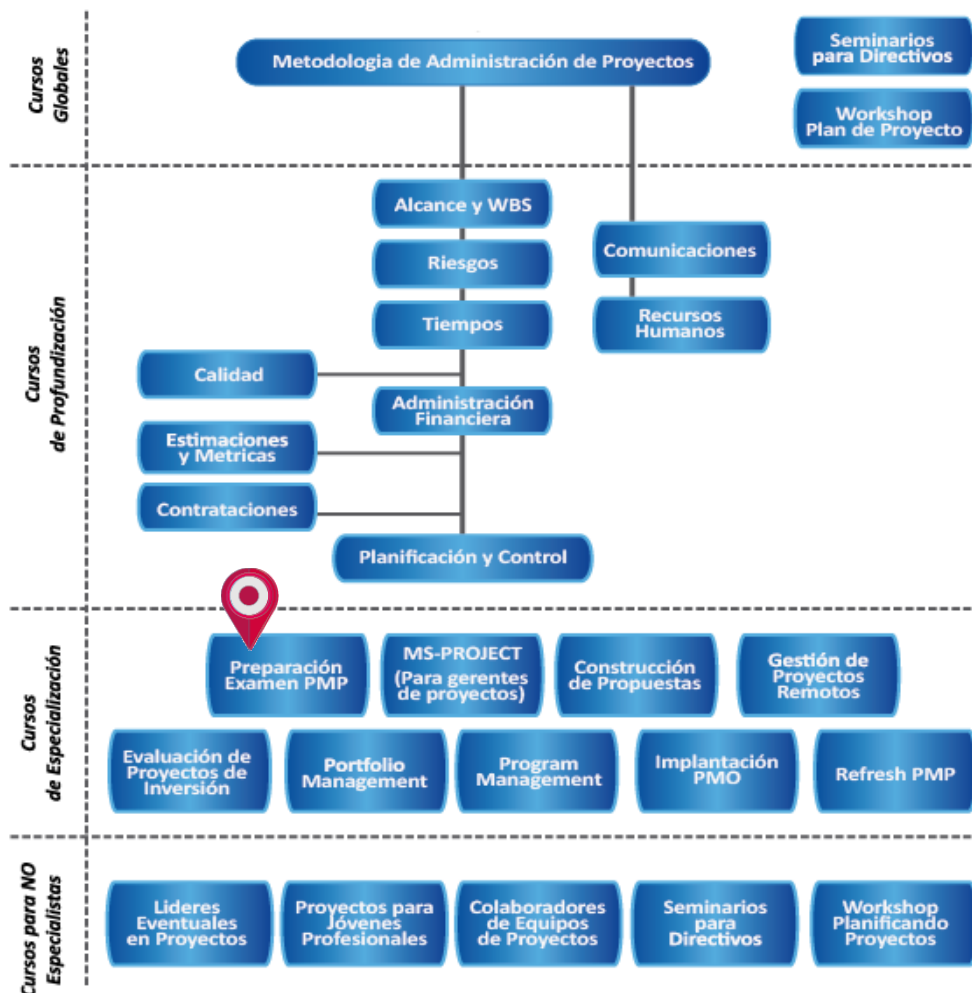 Cursos
Globales
Metodologia de Administración de Proyectos
Seminarios
para Directivos
Workshop
Plan de Proyecto
Cursos
de Profundización
Alcance y WBS
Riesgos
Tiempos
Comunicaciones
Recursos
Humanos
Calidad
Administración
Financiera
Estimaciones
y Metricas
Contrataciones
Planificación y Control
Cursos
de Especialización
Preparación
Examen PMP
MS-PROJECT
(Para gerentes
de proyectos)
Construcción
de Propuestas
Gestión de
Proyectos
Remotos
Evaluación de
Proyectos de
Inversión
Portfolio
Management
Program
Management
Implantación
PMO
Refresh PMP
Cursos para NO
Especialistas
Lideres
Eventuales
en Proyectos
Proyectos para
Jóvenes
Profesionales
Colaboradores
de Equipos
de Proyectos
Seminarios
para
Directivos
Workshop
Planificando
Proyectos